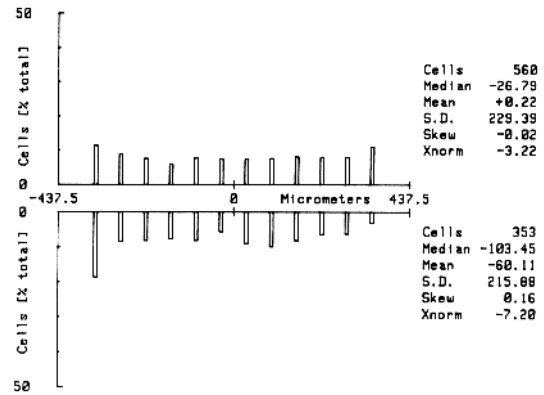 50
Cells [% total]
Cells 560
Median -26.79
Mean +0.22
S.D. 229.39
Skew -0.02
Xnorm -3.22
0
-437.5 0 Micrometers 437.5
0
Cells [% total]
Cells 353
Median -103.45
Mean -60.11
S.D. 215.88
Skew 0.16
Xnorm -7.20
50